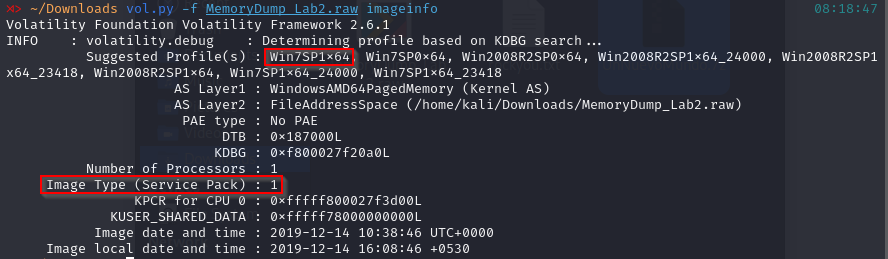 >> ~/Downloads vol.py -f MemoryDump_Lab2.raw imageinfo 08:18:47
Volatility Foundation Volatility Framework 2.6.1
INFO    : volatility.debug    : Determining profile based on KDBG search...
Suggested Profile(s) : Win7SP1x64, Win7SP0x64, Win2008R2SP0x64, Win2008R2SP1x64_24000, Win2008R2SP1
x64_23418, Win2008R2SP1x64, Win7SP1x64_24000, Win7SP1x64_23418
AS Layer1 : WindowsAMD64PagedMemory (Kernel AS)
AS Layer2 : FileAddressSpace (/home/kali/Downloads/MemoryDump_Lab2.raw)
PAE type : No PAE
DTB : 0x187000L
KDBG : 0xf800027f20a0L
Number of Processors : 1
Image Type (Service Pack) : 1
KPCR for CPU 0 : 0xfffff800027f3d00L
KUSER_SHARED_DATA : 0xfffff78000000000L
Image date and time : 2019-12-14 10:38:46 UTC+0000
Image local date and time : 2019-12-14 16:08:46 +0530